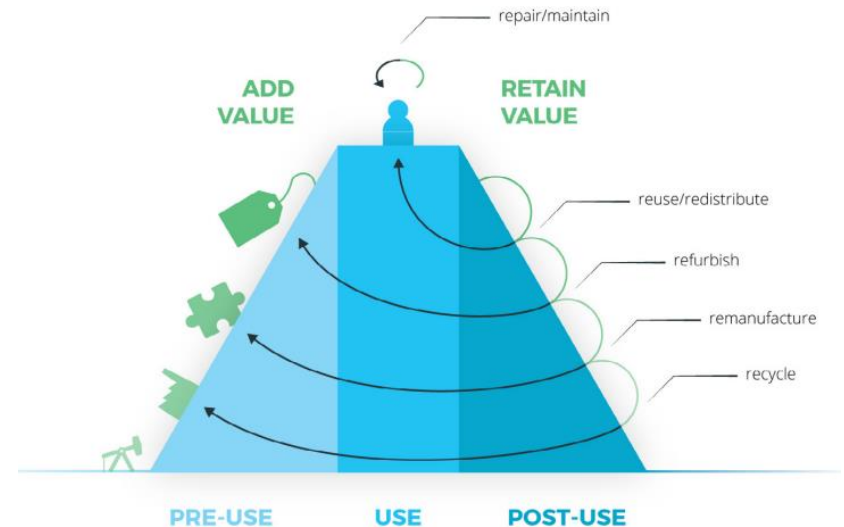 repair/maintain
ADD
VALUE
RETAIN
VALUE
reuse/redistribute
refurbish
remanufacture
recycle
PRE-USE
USE
POST-USE